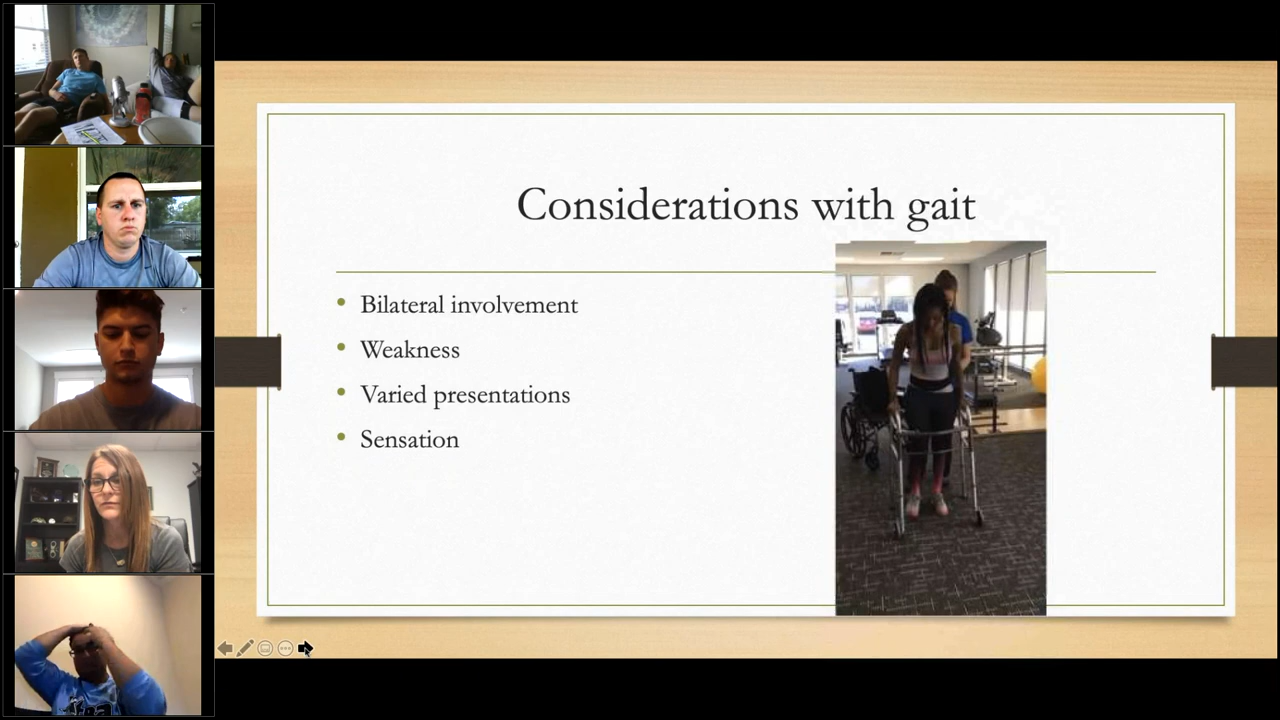 Considerations with gait
• Bilateral involvement
• Weakness
• Varied presentations
• Sensation